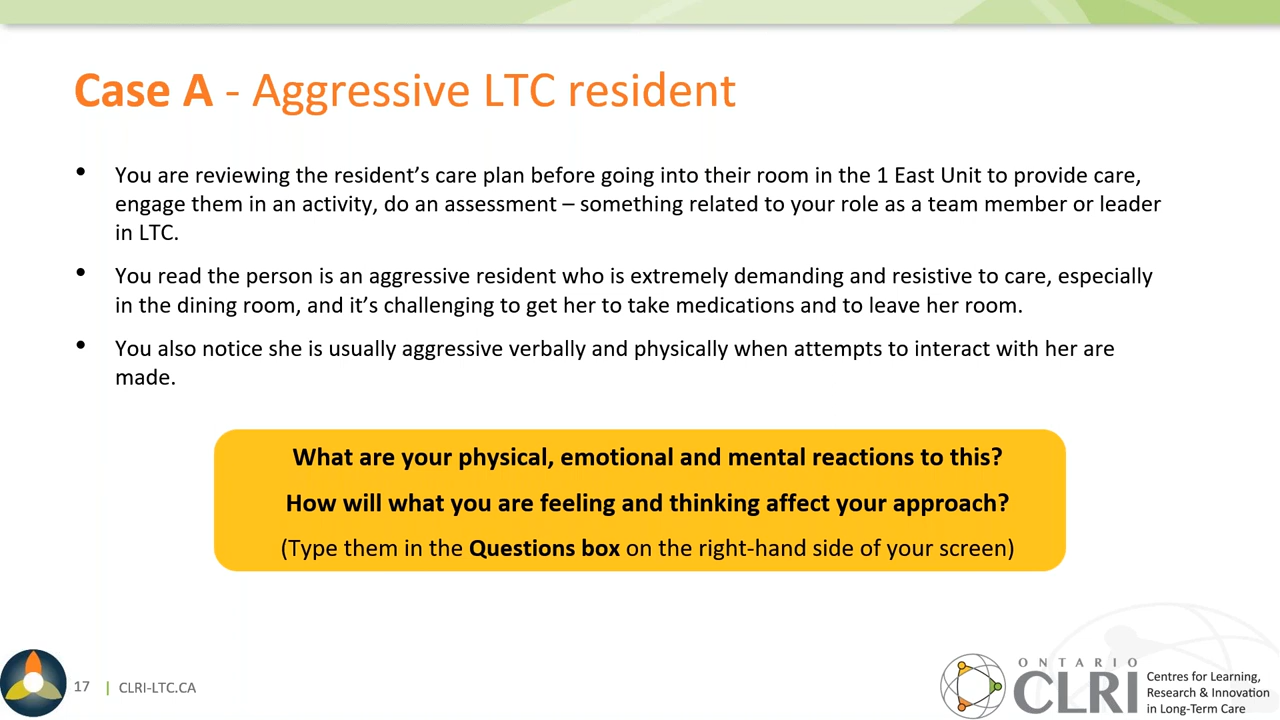 Case A - Aggressive LTC resident
• You are reviewing the resident’s care plan before going into their room in the 1 East Unit to provide care,
engage them in an activity, do an assessment – something related to your role as a team member or leader
in LTC.
• You read the person is an aggressive resident who is extremely demanding and resistive to care, especially
in the dining room, and it’s challenging to get her to take medications and to leave her room.
• You also notice she is usually aggressive verbally and physically when attempts to interact with her are
made.
What are your physical, emotional and mental reactions to this?
How will what you are feeling and thinking affect your approach?
(Type them in the Questions box on the right-hand side of your screen)
17 | CLRI-LTC.CA
ONTARIO
CLRI
Centres for Learning,
Research & Innovation
in Long-Term Care